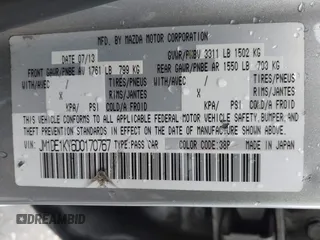 MFD. BY MAZDA MOTOR CORPORATION
DATE 07/13 GVWR/PNBV 3311 LB 1502 KG
FRONT GAWR/PNBE AV 1761 LB 799 KG REAR GAWR/PNBE AR 1550 LB 703 KG
WITH/AVEC / TIRES/PNEUS WITH/AVEC / TIRES/PNEUS
X RIMS/JANTES X RIMS/JANTES
KPA/ PSI COLD/A FROID KPA/ PSI COLD/A FROID
THIS VEHICLE CONFORMS TO ALL APPLICABLE FEDERAL MOTOR VEHICLE SAFETY, BUMPER, AND THEFT PREVENTION STANDARDS IN EFFECT ON THE DATE OF MANUFACTURE SHOWN ABOVE.
VIN: JM1DE1KY6D0170767 TYPE: PASS CAR COLOR CODE: 38P MADE IN JAPAN
DCopart